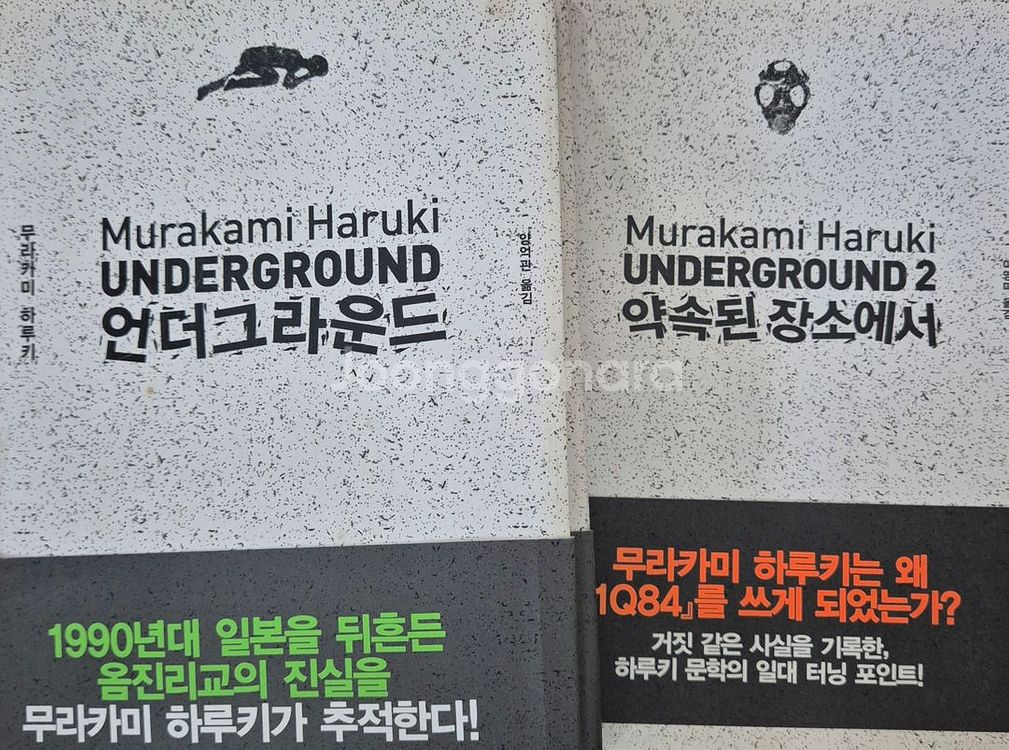 무라카미 하루키
Murakami Haruki
UNDERGROUND
언더그라운드
양억관 옮김
1990년대 일본을 뒤흔든
옴진리교의 진실을
무라카미 하루키가 추적한다!
Murakami Haruki
UNDERGROUND 2
약속된 장소에서
무라카미 하루키는 왜
1Q84』를 쓰게 되었는가?
거짓 같은 사실을 기록한,
하루키 문학의 일대 터닝 포인트!
Joonggonara